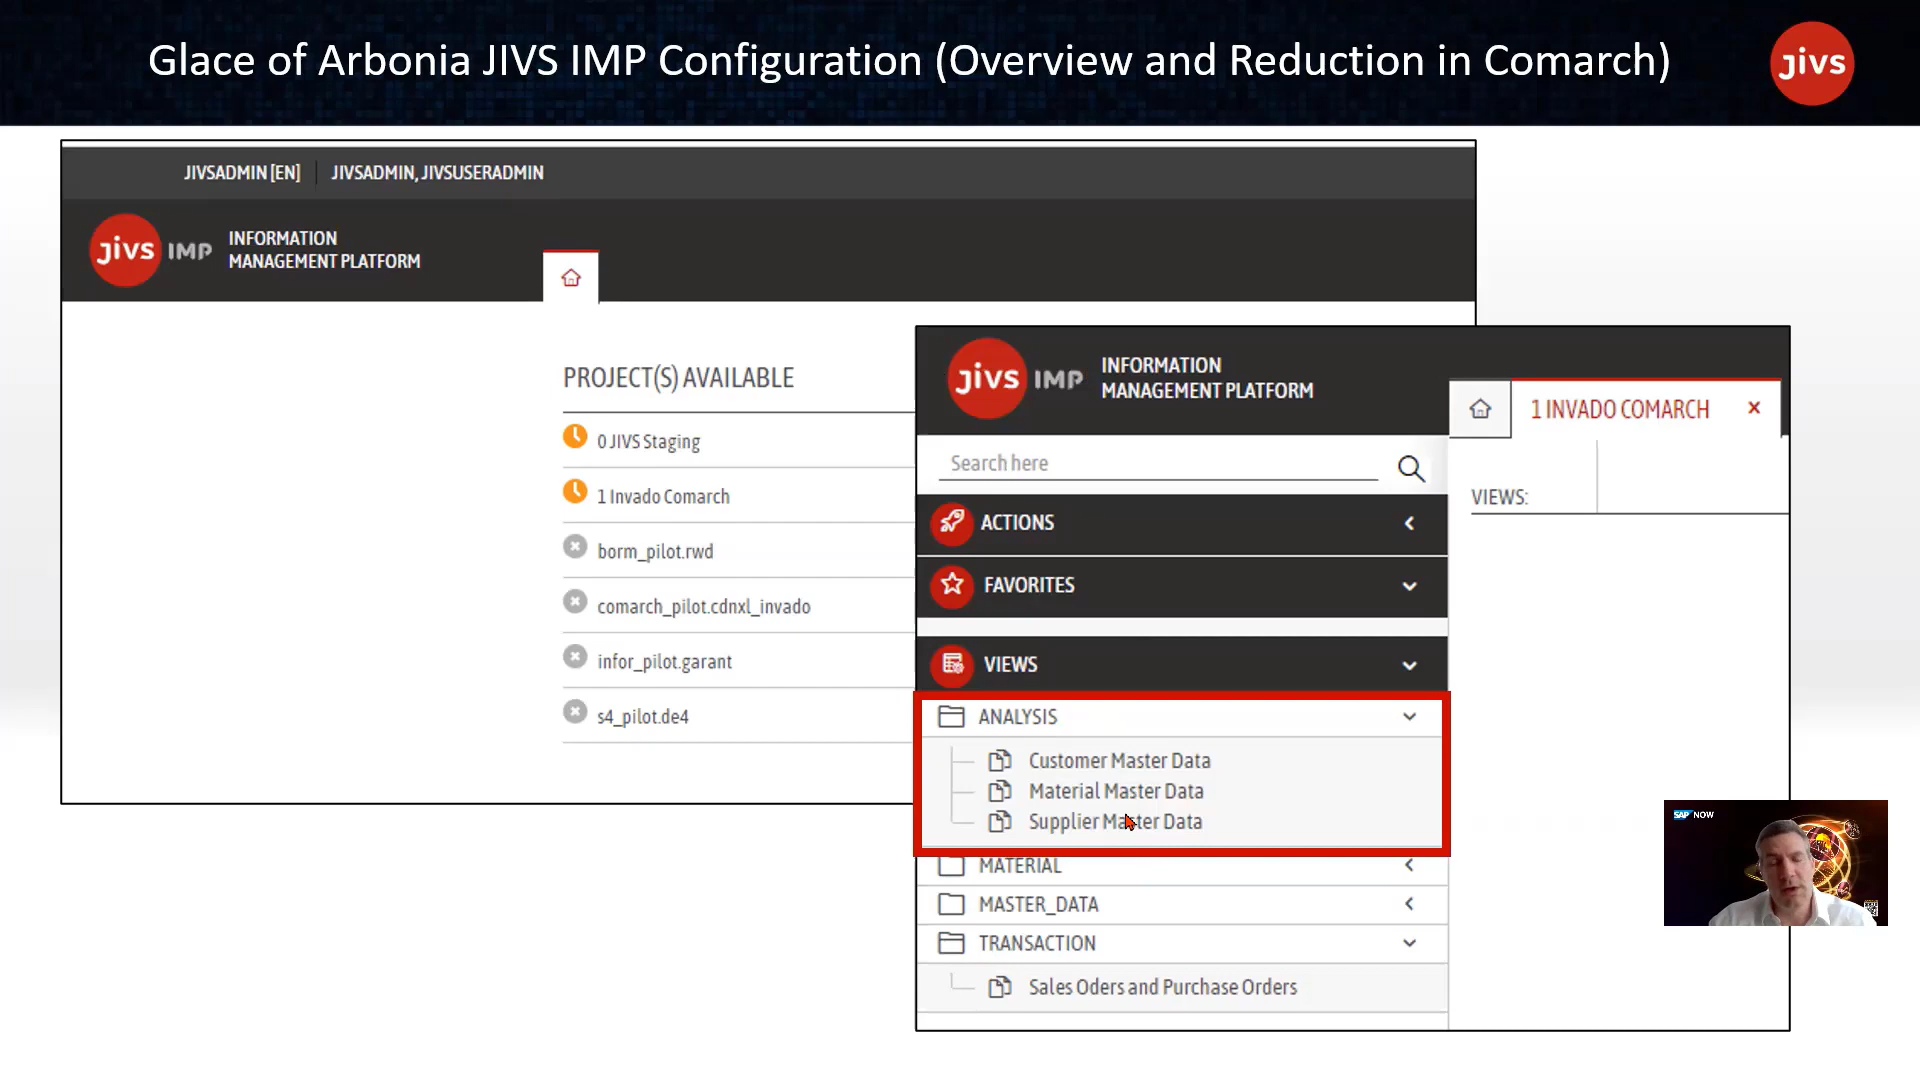 Glace of Arbonia JIVS IMP Configuration (Overview and Reduction in Comarch)
Jivs
JIVSADMIN [EN]
JIVSADMIN, JIVSUSERADMIN
Jivs IMP
INFORMATION
MANAGEMENT PLATFORM
PROJECT(S) AVAILABLE
0 JIVS Staging
1 Invado Comarch
borm_pilot.rwd
comarch_pilot.cdnxl_invado
infor_pilot.garant
s4_pilot.de4
Jivs IMP
INFORMATION
MANAGEMENT PLATFORM
1 INVADO COMARCH
Search here
VIEWS:
ACTIONS
FAVORITES
VIEWS
ANALYSIS
Customer Master Data
Material Master Data
Supplier Master Data
MATERIAL
MASTER_DATA
TRANSACTION
Sales Oders and Purchase Orders
SAP NOW